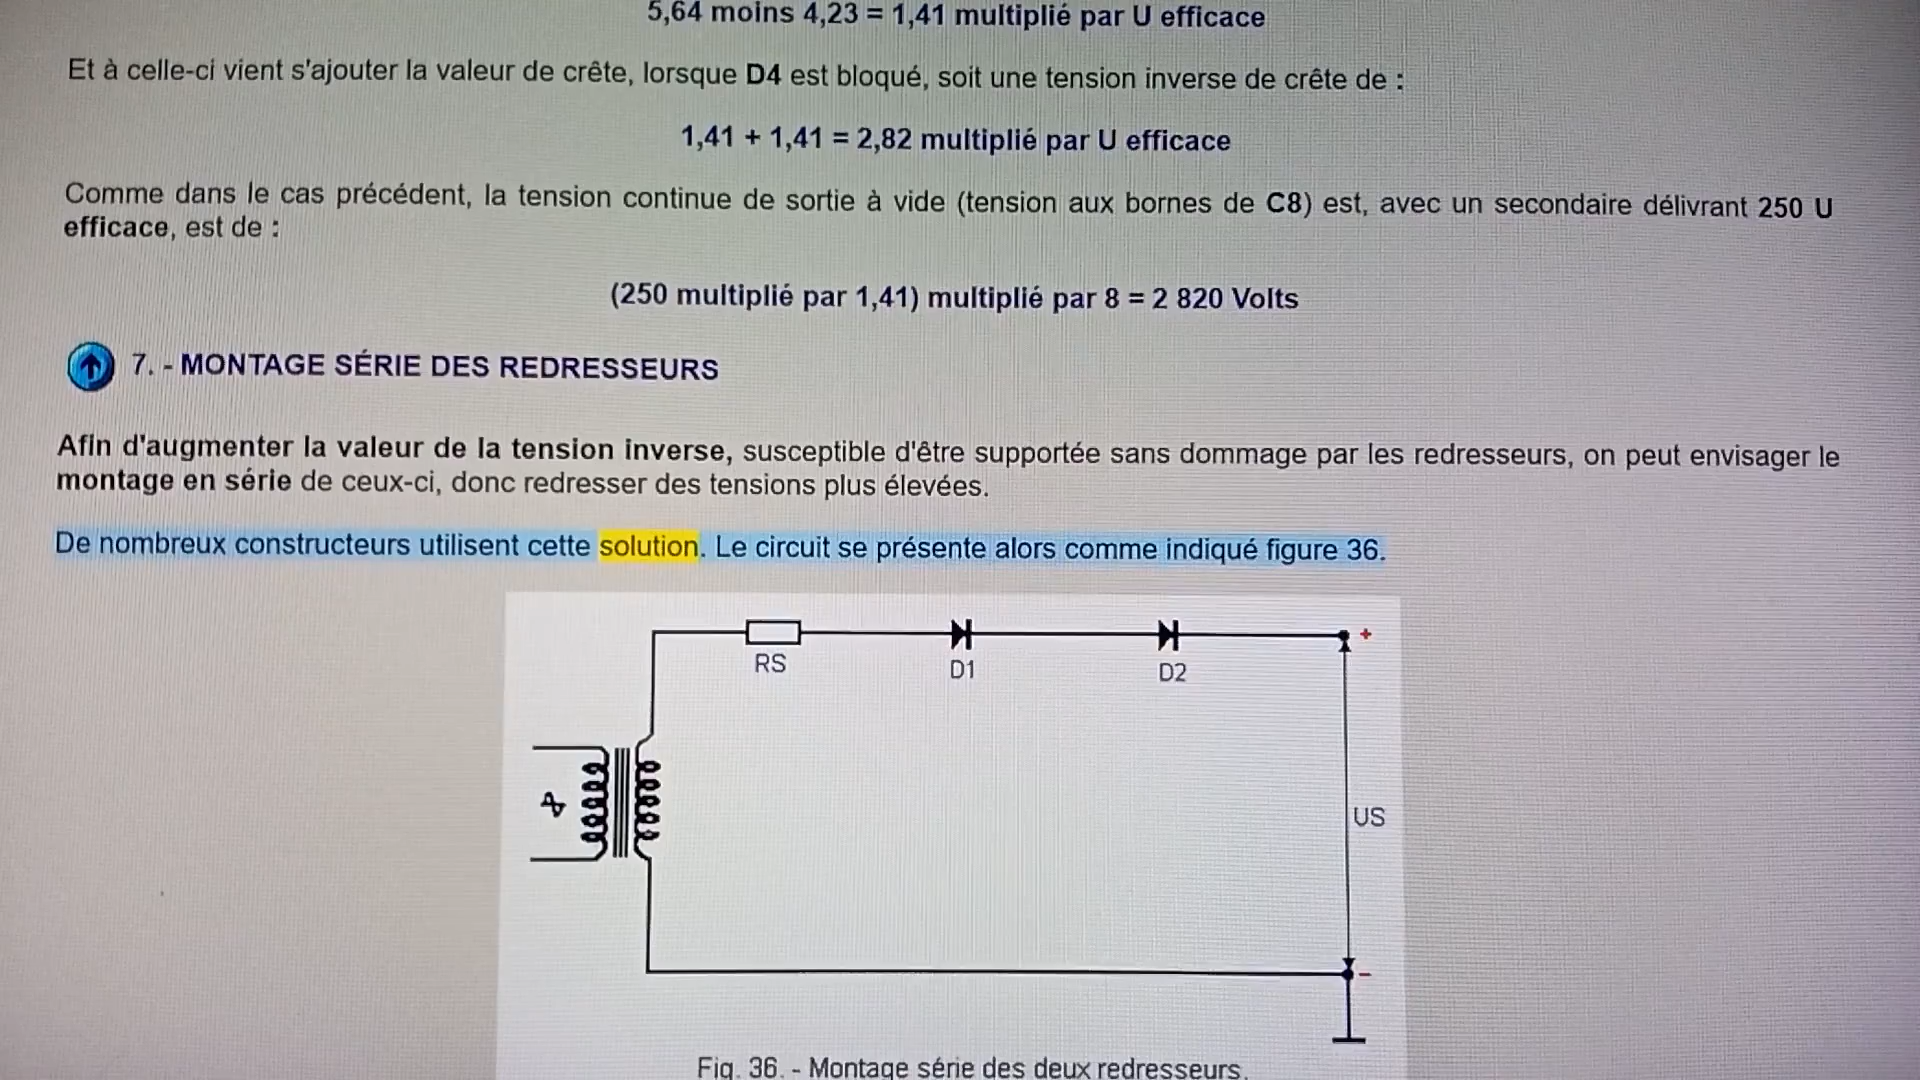 5,64 moins 4,23 = 1,41 multiplié par U efficace
Et à celle-ci vient s'ajouter la valeur de crête, lorsque D4 est bloqué, soit une tension inverse de crête de :
1,41 + 1,41 = 2,82 multiplié par U efficace
Comme dans le cas précédent, la tension continue de sortie à vide (tension aux bornes de C8) est, avec un secondaire délivrant 250 U
efficace, est de :
(250 multiplié par 1,41) multiplié par 8 = 2 820 Volts
7. - MONTAGE SÉRIE DES REDRESSEURS
Afin d'augmenter la valeur de la tension inverse, susceptible d'être supportée sans dommage par les redresseurs, on peut envisager le
montage en série de ceux-ci, donc redresser des tensions plus élevées.
De nombreux constructeurs utilisent cette solution. Le circuit se présente alors comme indiqué figure 36.
+
RS
D1
D2
US
-
Fig. 36. - Montage série des deux redresseurs.